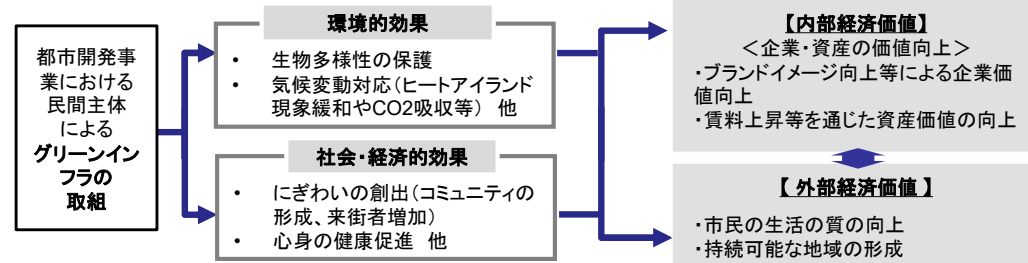 都市開発事
業における
民間主体
による
グリーンイン
フラの
取組
環境的効果
• 生物多様性の保護
• 気候変動対応（ヒートアイランド
現象緩和やCO2吸収等） 他
社会・経済的効果
• にぎわいの創出（コミュニティの
形成、来街者増加）
• 心身の健康促進 他
【内部経済価値】
＜企業・資産の価値向上＞
・ブランドイメージ向上等による企業価
値向上
・賃料上昇等を通じた資産価値の向上
【 外部経済価値 】
・市民の生活の質の向上
・持続可能な地域の形成